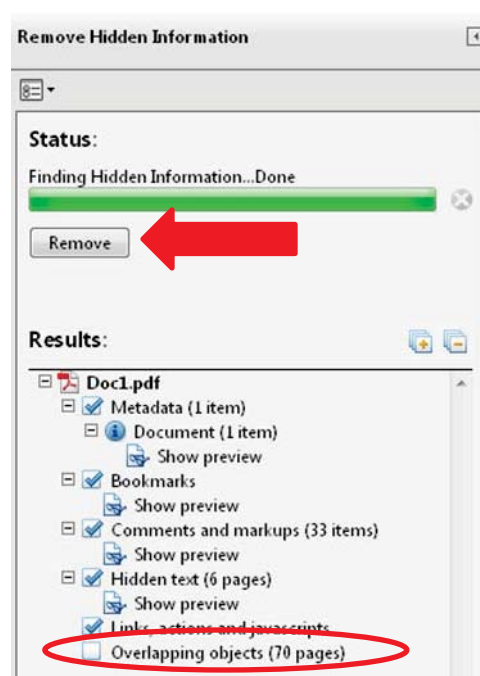 Remove Hidden Information
Status:
Finding Hidden Information...Done
Remove
Results:
Doc1.pdf
Metadata (1 item)
Document (1 item)
Show preview
Bookmarks
Show preview
Comments and markups (33 items)
Show preview
Hidden text (6 pages)
Show preview
Links, actions and javascripts
Overlapping objects (70 pages)